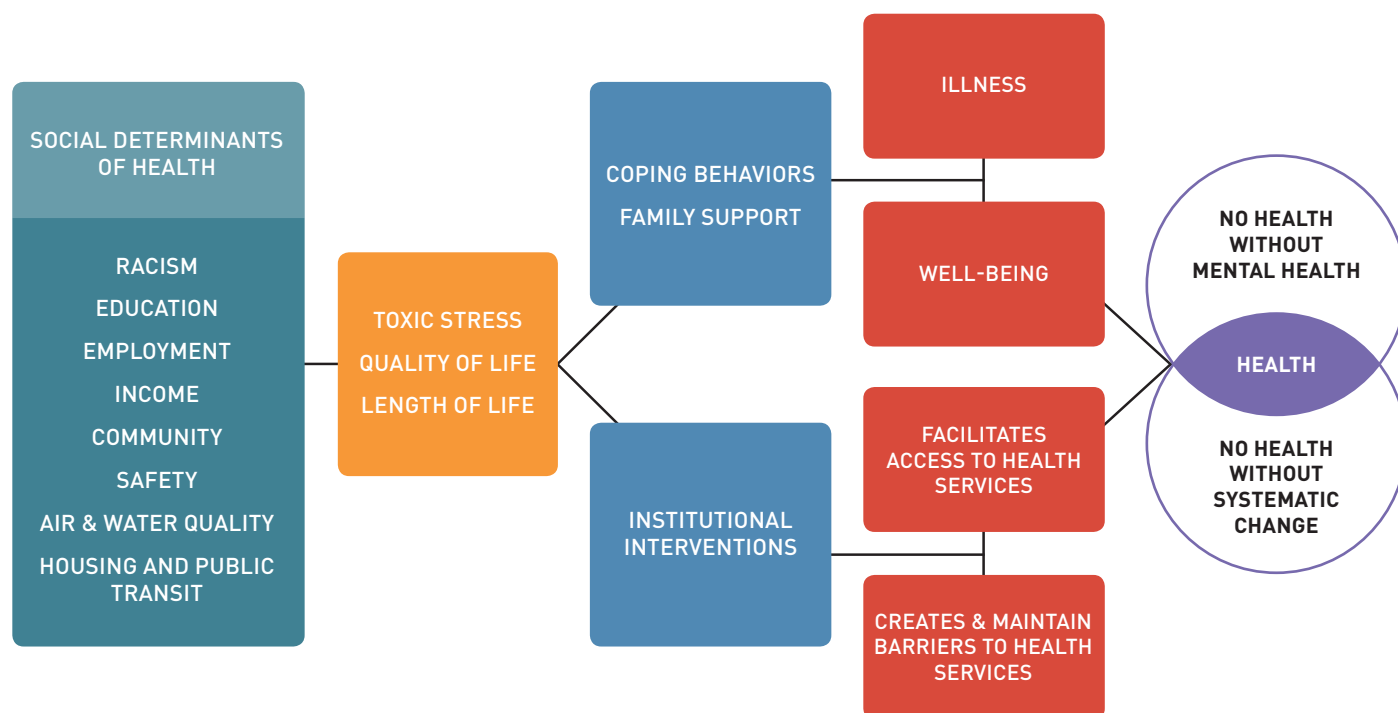 SOCIAL DETERMINANTS
OF HEALTH
RACISM
EDUCATION
EMPLOYMENT
INCOME
COMMUNITY
SAFETY
AIR & WATER QUALITY
HOUSING AND PUBLIC
TRANSIT
TOXIC STRESS
QUALITY OF LIFE
LENGTH OF LIFE
COPING BEHAVIORS
FAMILY SUPPORT
INSTITUTIONAL
INTERVENTIONS
ILLNESS
WELL-BEING
FACILITATES
ACCESS TO HEALTH
SERVICES
CREATES & MAINTAIN
BARRIERS TO HEALTH
SERVICES
NO HEALTH
WITHOUT
MENTAL HEALTH
HEALTH
NO HEALTH
WITHOUT
SYSTEMATIC
CHANGE